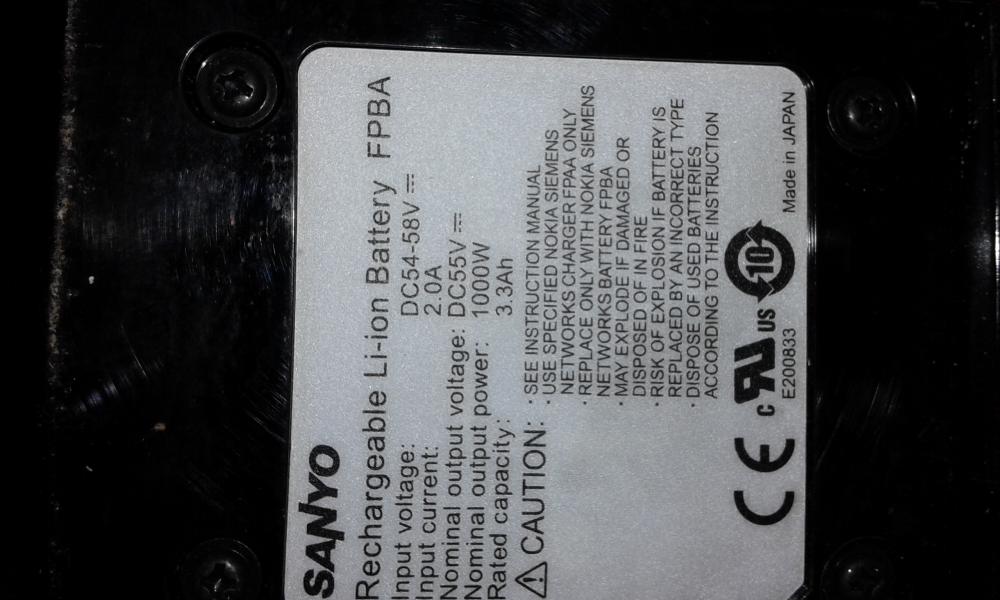 SANYO
Rechargeable Li-ion Battery FPBA
Input voltage: DC54-58V
Input current: 2.0A
Nominal output voltage: DC55V
Nominal output power: 1000W
Rated capacity: 3.3Ah
CAUTION: · SEE INSTRUCTION MANUAL
· USE SPECIFIED NOKIA SIEMENS
NETWORKS CHARGER FPAA ONLY
· REPLACE ONLY WITH NOKIA SIEMENS
NETWORKS BATTERY FPBA
· MAY EXPLODE IF DAMAGED OR
DISPOSED OF IN FIRE
· RISK OF EXPLOSION IF BATTERY IS
REPLACED BY AN INCORRECT TYPE
· DISPOSE OF USED BATTERIES
ACCORDING TO THE INSTRUCTION
CE c RU US 10
E200833 Made in JAPAN